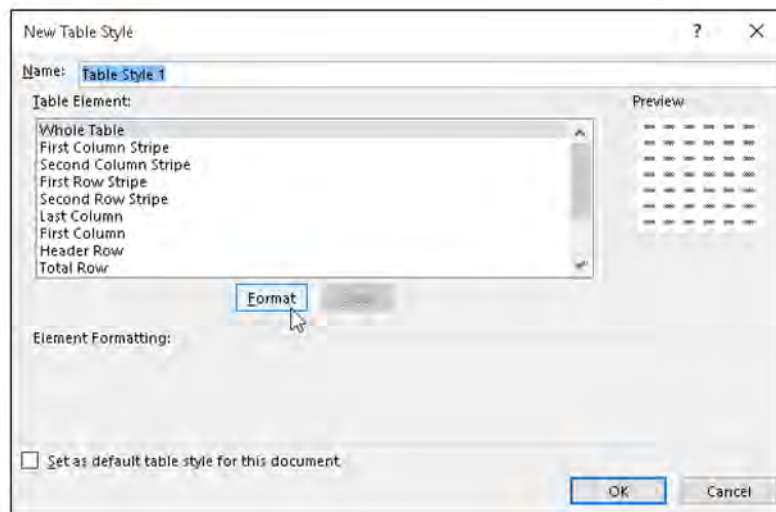 New Table Style
?
Name: Table Style 1
Table Element:
Preview
Whole Table
First Column Stripe
Second Column Stripe
First Row Stripe
Second Row Stripe
Last Column
First Column
Header Row
Total Row
Format
Element Formatting:
Set as default table style for this document
OK Cancel